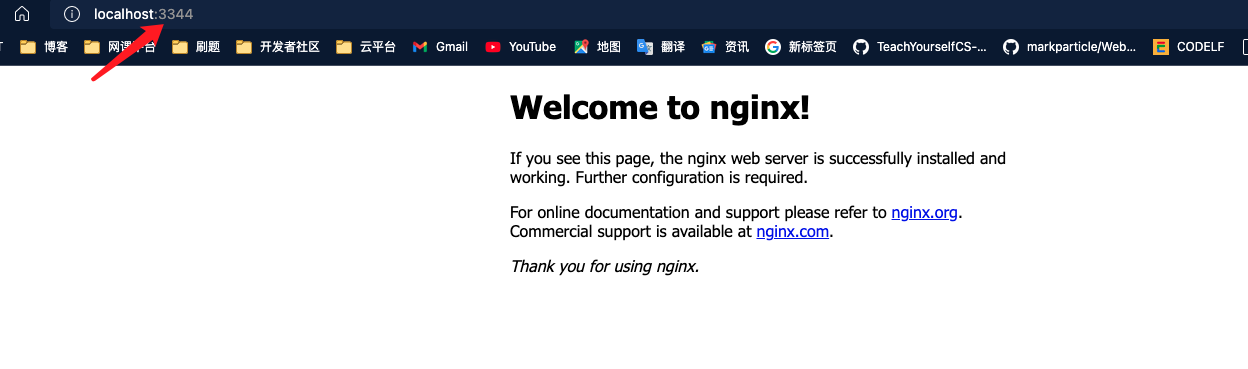 localhost:3344
博客 网课平台 刷题 开发者社区 云平台 Gmail YouTube 地图 翻译 资讯 新标签页 TeachYourselfCS-... markparticle/Web... CODELF
Welcome to nginx!
If you see this page, the nginx web server is successfully installed and
working. Further configuration is required.
For online documentation and support please refer to nginx.org.
Commercial support is available at nginx.com.
Thank you for using nginx.